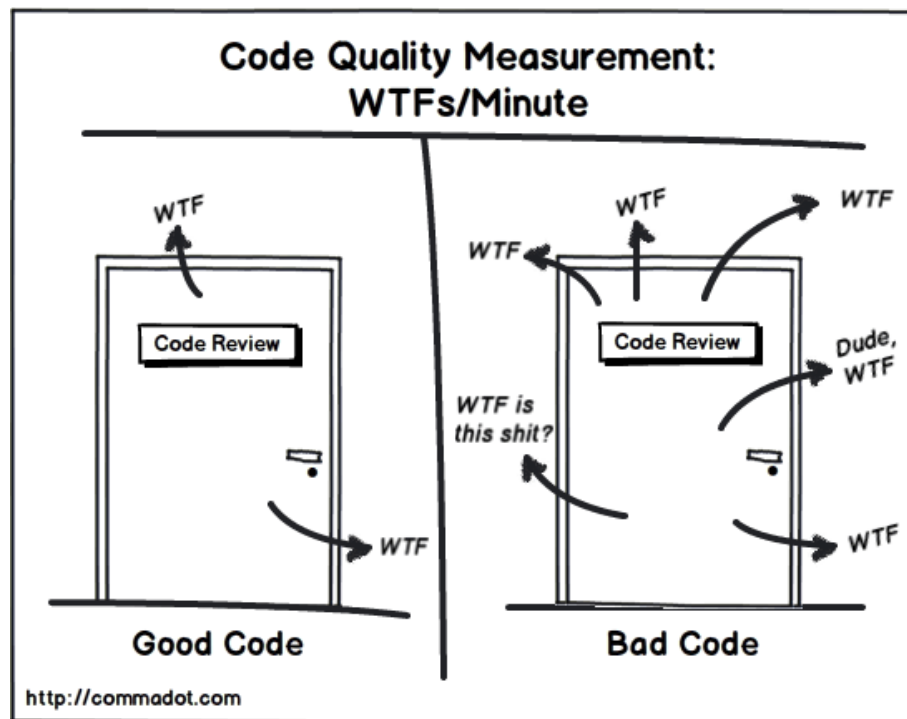 Code Quality Measurement:
WTFs/Minute
WTF
Code Review
WTF
Good Code
WTF
WTF
WTF
Code Review
Dude,
WTF
WTF is
this shit?
WTF
Bad Code
http://commadot.com